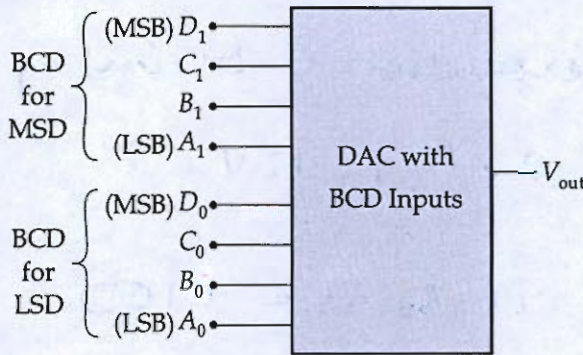 (MSB) D₁
C₁
B₁
(LSB) A₁
BCD
for
MSD
(MSB) D₀
C₀
B₀
(LSB) A₀
BCD
for
LSD
DAC with
BCD Inputs
V_out